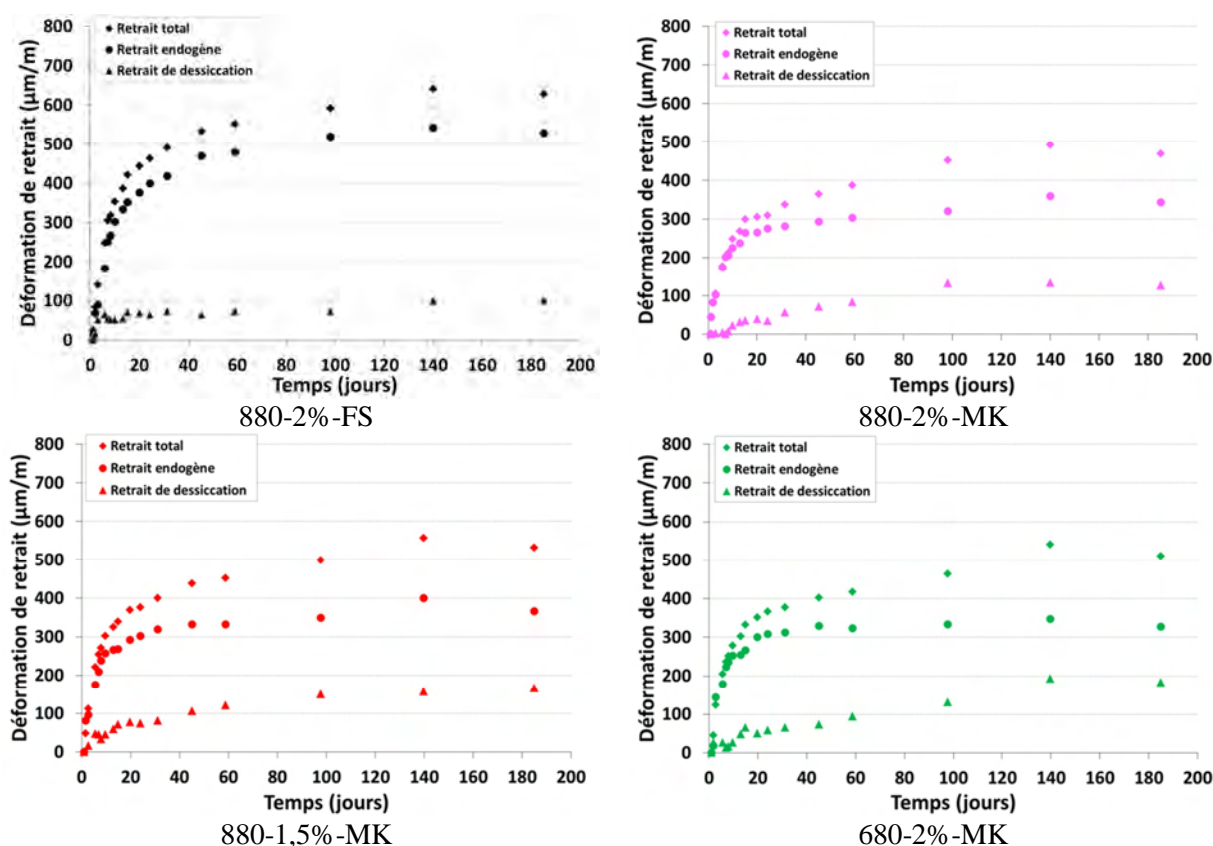 800
700
600
500
400
300
200
100
0
Déformation de retrait (µm/m)
Retrait total
Retrait endogène
Retrait de dessiccation
0 20 40 60 80 100 120 140 160 180 200
Temps (jours)
880-2%-FS
800
700
600
500
400
300
200
100
0
Déformation de retrait (µm/m)
Retrait total
Retrait endogène
Retrait de dessiccation
0 20 40 60 80 100 120 140 160 180 200
Temps (jours)
880-2%-MK
800
700
600
500
400
300
200
100
0
Déformation de retrait (µm/m)
Retrait total
Retrait endogène
Retrait de dessiccation
0 20 40 60 80 100 120 140 160 180 200
Temps (jours)
880-1,5%-MK
800
700
600
500
400
300
200
100
0
Déformation de retrait (µm/m)
Retrait total
Retrait endogène
Retrait de dessiccation
0 20 40 60 80 100 120 140 160 180 200
Temps (jours)
680-2%-MK